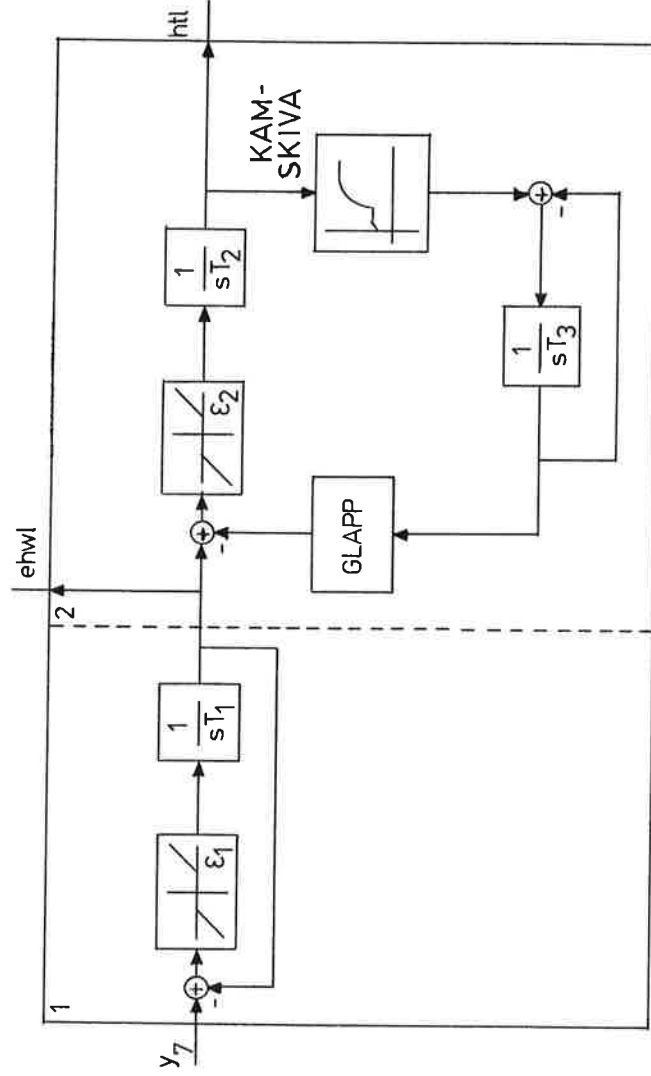 1
y7
+
-
ε1
1
sT1
2
ehwl
+
-
ε2
1
sT2
htl
KAM-
SKIVA
GLAPP
1
sT3
+
-